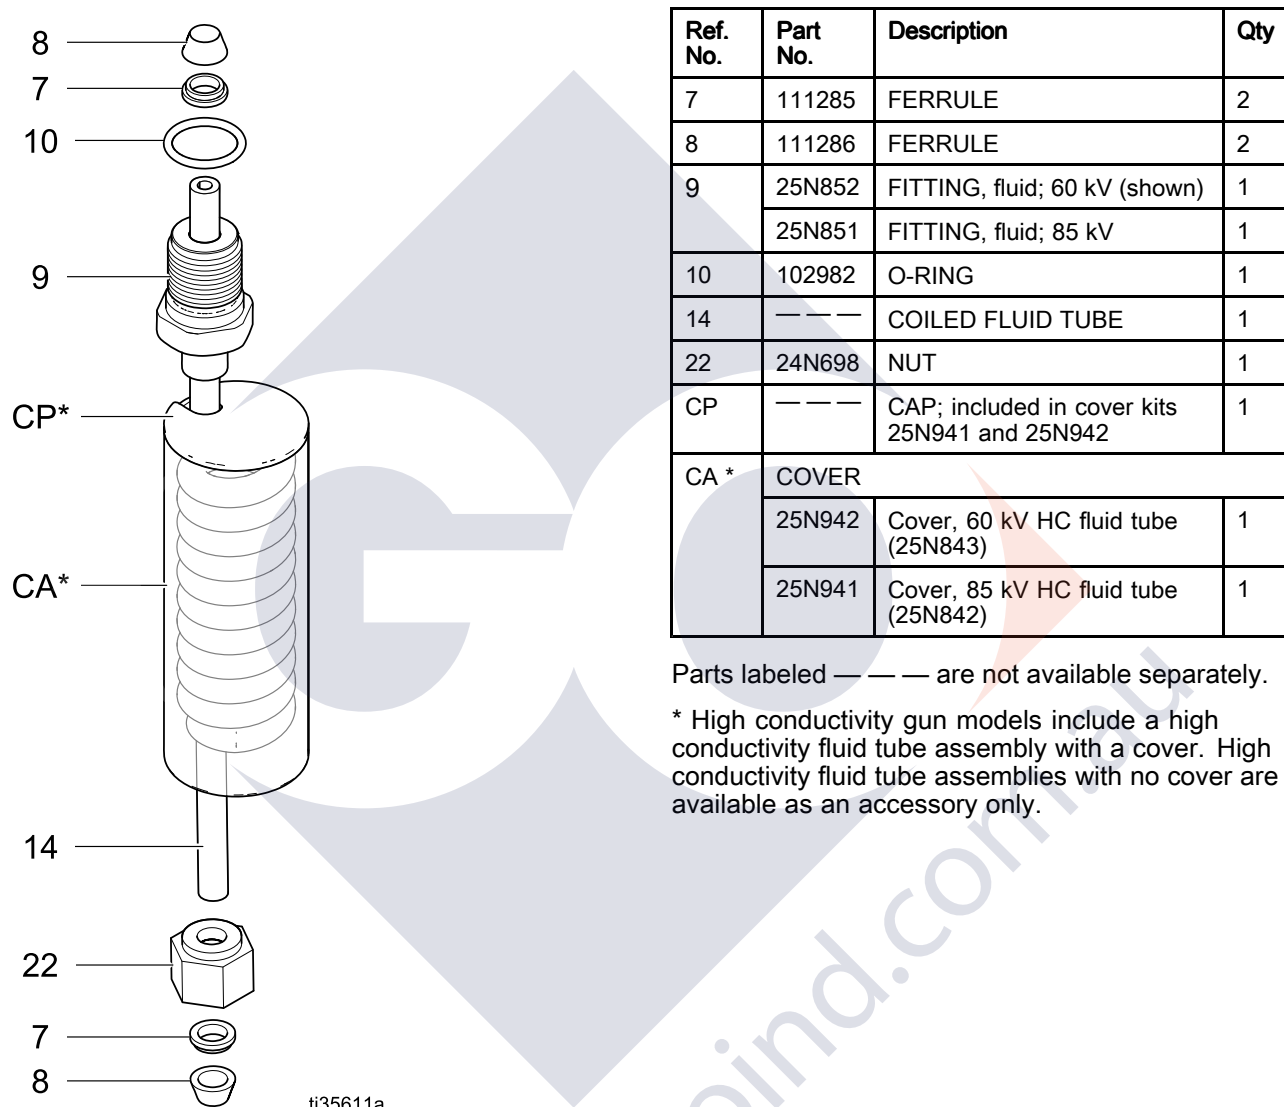 8
7
10
9
CP*
CA*
14
22
7
8
ti35611a
Ref. No. Part No. Description Qty
7 111285 FERRULE 2
8 111286 FERRULE 2
9 25N852 FITTING, fluid; 60 kV (shown) 1
25N851 FITTING, fluid; 85 kV 1
10 102982 O-RING 1
14 — — — COILED FLUID TUBE 1
22 24N698 NUT 1
CP — — — CAP; included in cover kits
25N941 and 25N942 1
CA * COVER
25N942 Cover, 60 kV HC fluid tube
(25N843) 1
25N941 Cover, 85 kV HC fluid tube
(25N842) 1
Parts labeled — — — are not available separately.
* High conductivity gun models include a high
conductivity fluid tube assembly with a cover. High
conductivity fluid tube assemblies with no cover are
available as an accessory only.
GO
oind.com.au